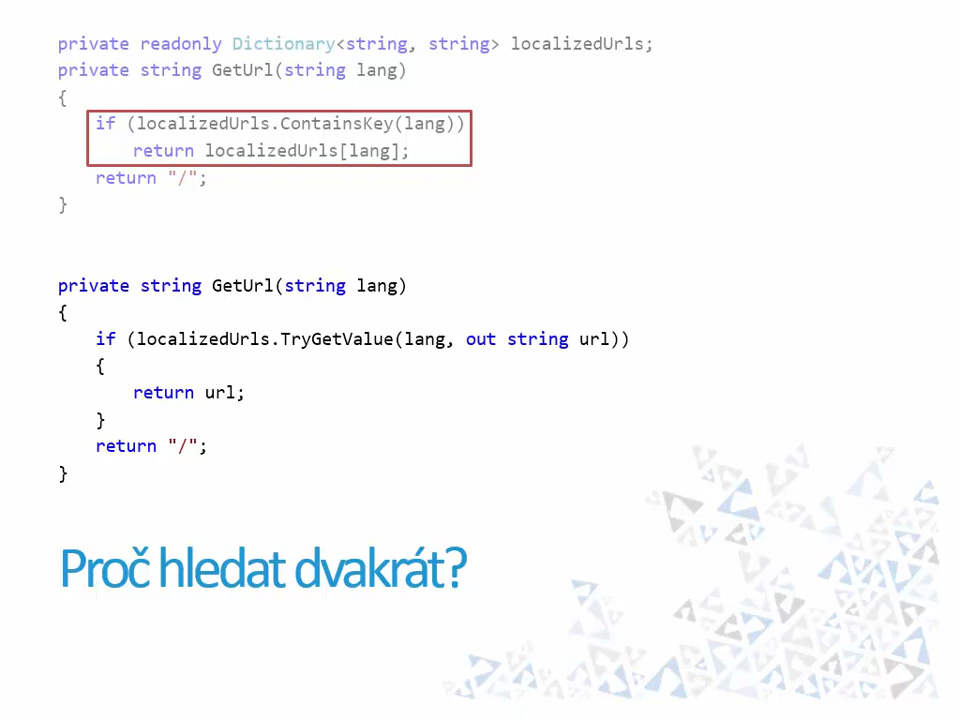 private readonly Dictionary<string, string> localizedUrls;
private string GetUrl(string lang)
{
if (localizedUrls.ContainsKey(lang))
return localizedUrls[lang];
return "/";
}
private string GetUrl(string lang)
{
if (localizedUrls.TryGetValue(lang, out string url))
{
return url;
}
return "/";
}
Proč hledat dvakrát?